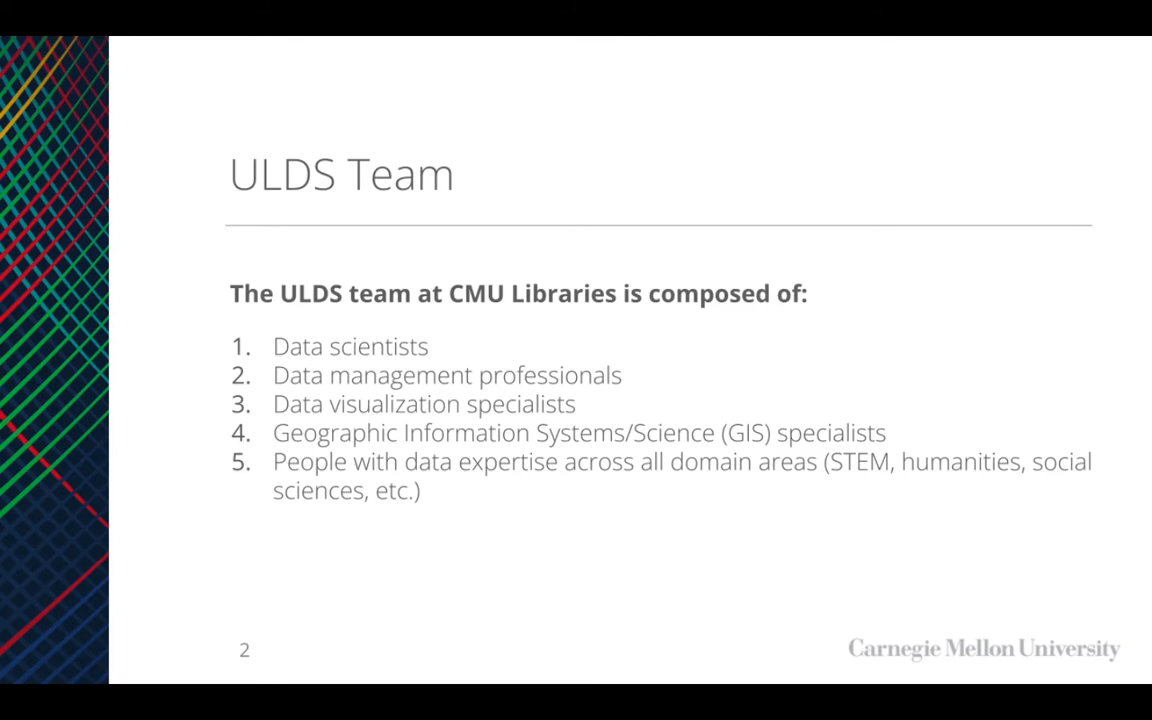 ULDS Team
The ULDS team at CMU Libraries is composed of:
1. Data scientists
2. Data management professionals
3. Data visualization specialists
4. Geographic Information Systems/Science (GIS) specialists
5. People with data expertise across all domain areas (STEM, humanities, social
sciences, etc.)
2
Carnegie Mellon University